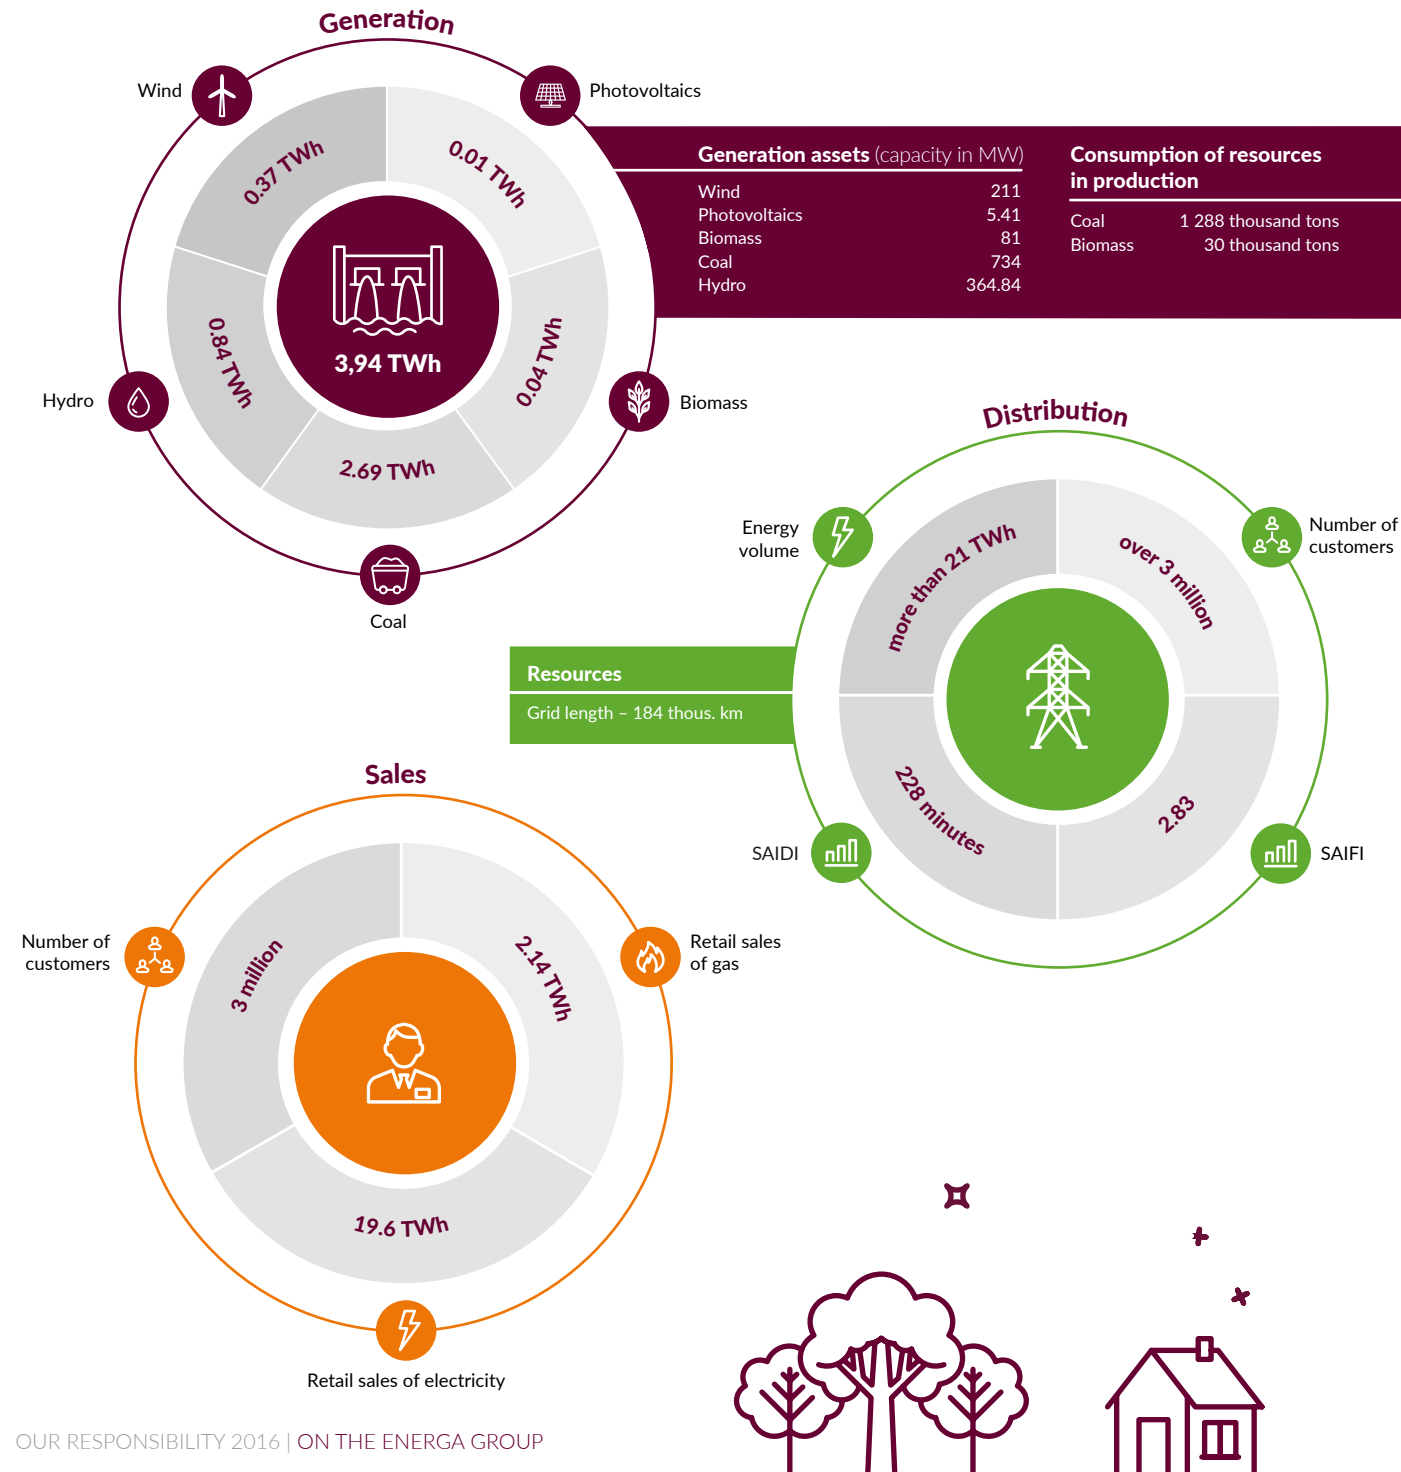 Generation
Wind
Photovoltaics
0.37 TWh
0.01 TWh
0.84 TWh
0.04 TWh
2.69 TWh
3,94 TWh
Hydro
Biomass
Coal
Generation assets (capacity in MW)
Wind 211
Photovoltaics 5.41
Biomass 81
Coal 734
Hydro 364.84
Consumption of resources
in production
Coal 1 288 thousand tons
Biomass 30 thousand tons
Distribution
Energy
volume
Number of
customers
more than 21 TWh
over 3 million
228 minutes
2.83
SAIDI
SAIFI
Resources
Grid length – 184 thous. km
Sales
Number of
customers
Retail sales
of gas
3 million
2.14 TWh
19.6 TWh
Retail sales of electricity
OUR RESPONSIBILITY 2016 | ON THE ENERGA GROUP